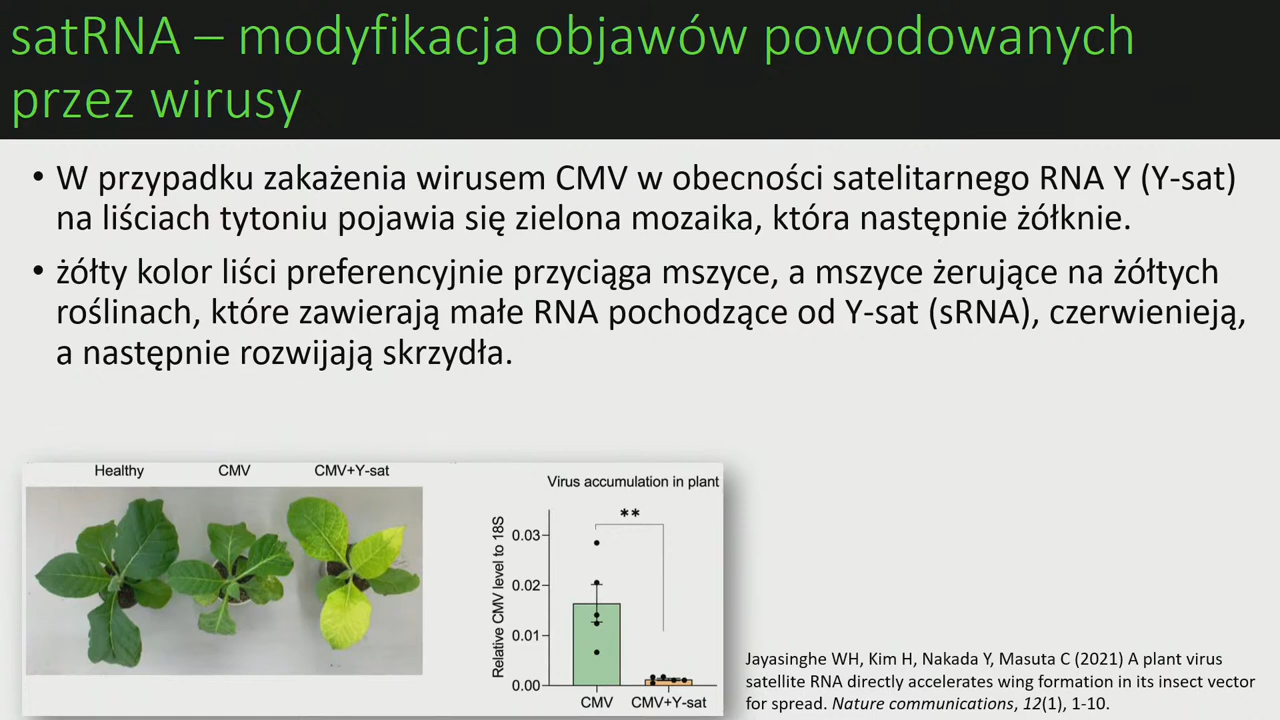 satRNA – modyfikacja objawów powodowanych
przez wirusy
• W przypadku zakażenia wirusem CMV w obecności satelitarnego RNA Y (Y-sat)
na liściach tytoniu pojawia się zielona mozaika, która następnie żółknie.
• żółty kolor liści preferencyjnie przyciąga mszyce, a mszyce żerujące na żółtych
roślinach, które zawierają małe RNA pochodzące od Y-sat (sRNA), czerwienieją,
a następnie rozwijają skrzydła.
Healthy CMV CMV+Y-sat
Virus accumulation in plant
**
Relative CMV level to 18S
0.03
0.02
0.01
0.00
CMV CMV+Y-sat
Jayasinghe WH, Kim H, Nakada Y, Masuta C (2021) A plant virus
satellite RNA directly accelerates wing formation in its insect vector
for spread. Nature communications, 12(1), 1-10.